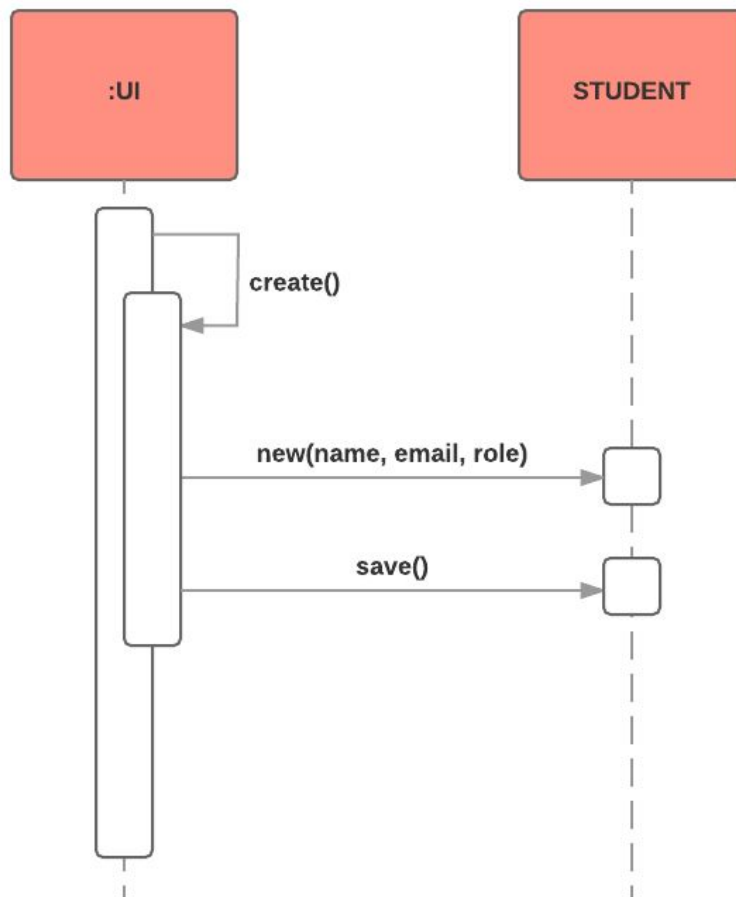 :UI
STUDENT
create()
new(name, email, role)
save()